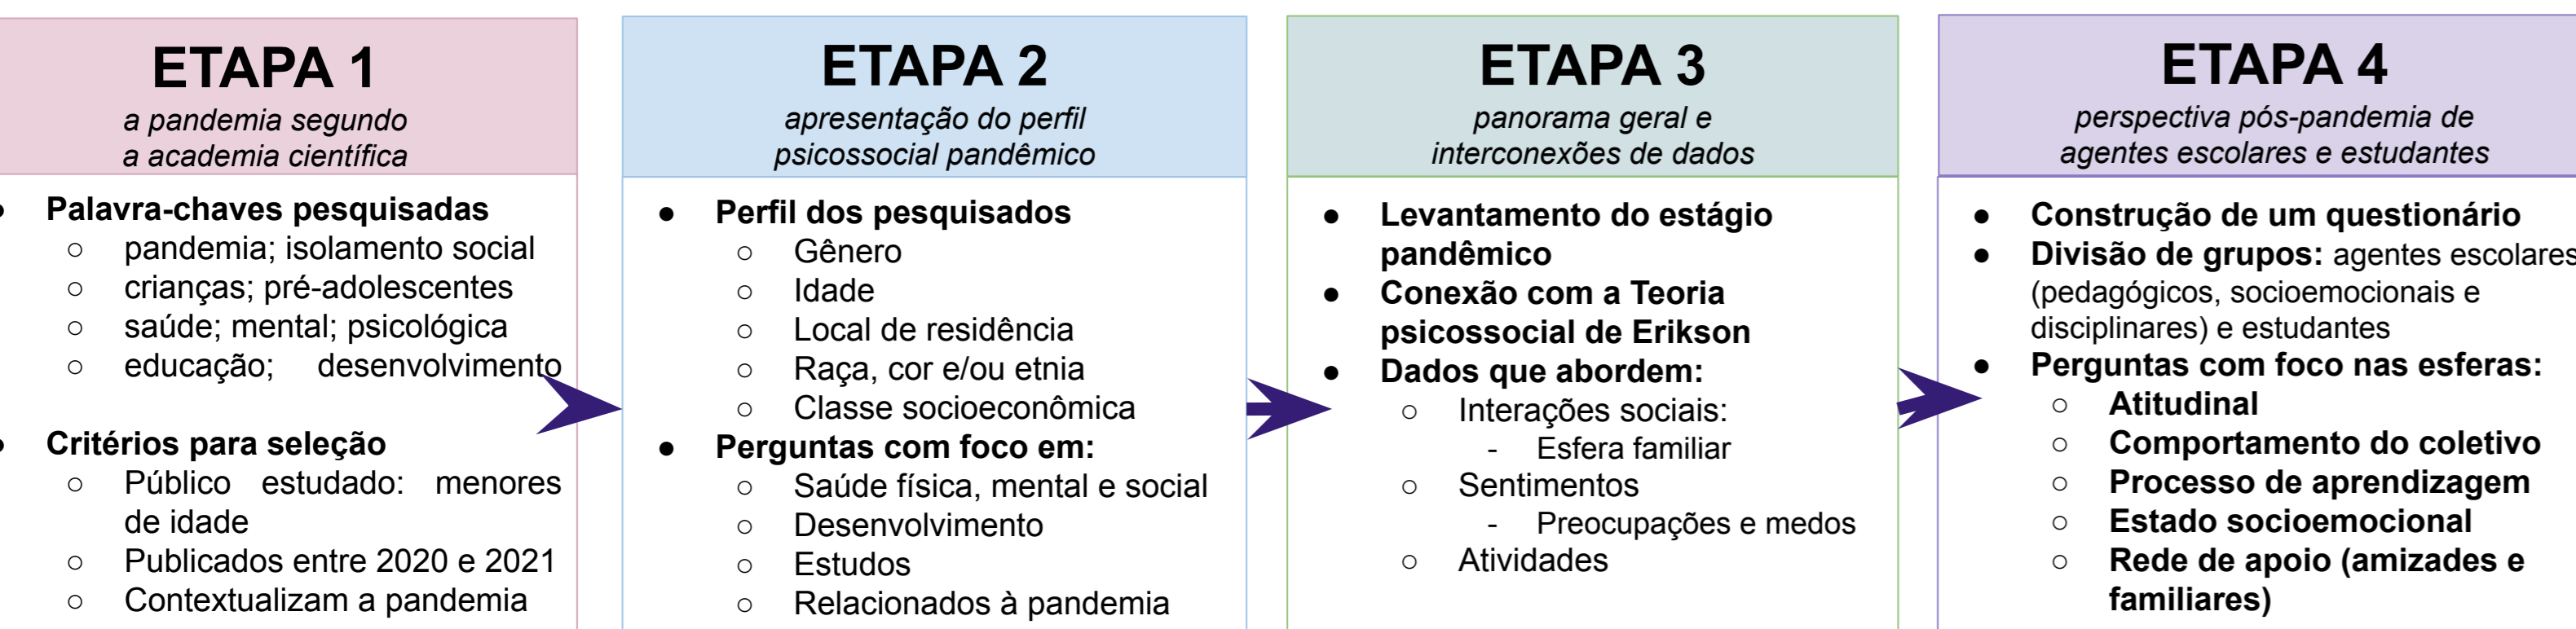 ETAPA 1
a pandemia segundo
a academia científica
● Palavra-chaves pesquisadas
○ pandemia; isolamento social
○ crianças; pré-adolescentes
○ saúde; mental; psicológica
○ educação; desenvolvimento
● Critérios para seleção
○ Público estudado: menores
de idade
○ Publicados entre 2020 e 2021
○ Contextualizam a pandemia
ETAPA 2
apresentação do perfil
psicossocial pandêmico
● Perfil dos pesquisados
○ Gênero
○ Idade
○ Local de residência
○ Raça, cor e/ou etnia
○ Classe socioeconômica
● Perguntas com foco em:
○ Saúde física, mental e social
○ Desenvolvimento
○ Estudos
○ Relacionados à pandemia
ETAPA 3
panorama geral e
interconexões de dados
● Levantamento do estágio
pandêmico
● Conexão com a Teoria
psicossocial de Erikson
● Dados que abordem:
○ Interações sociais:
- Esfera familiar
○ Sentimentos
- Preocupações e medos
○ Atividades
ETAPA 4
perspectiva pós-pandemia de
agentes escolares e estudantes
● Construção de um questionário
● Divisão de grupos: agentes escolares
(pedagógicos, socioemocionais e
disciplinares) e estudantes
● Perguntas com foco nas esferas:
○ Atitudinal
○ Comportamento do coletivo
○ Processo de aprendizagem
○ Estado socioemocional
○ Rede de apoio (amizades e
familiares)